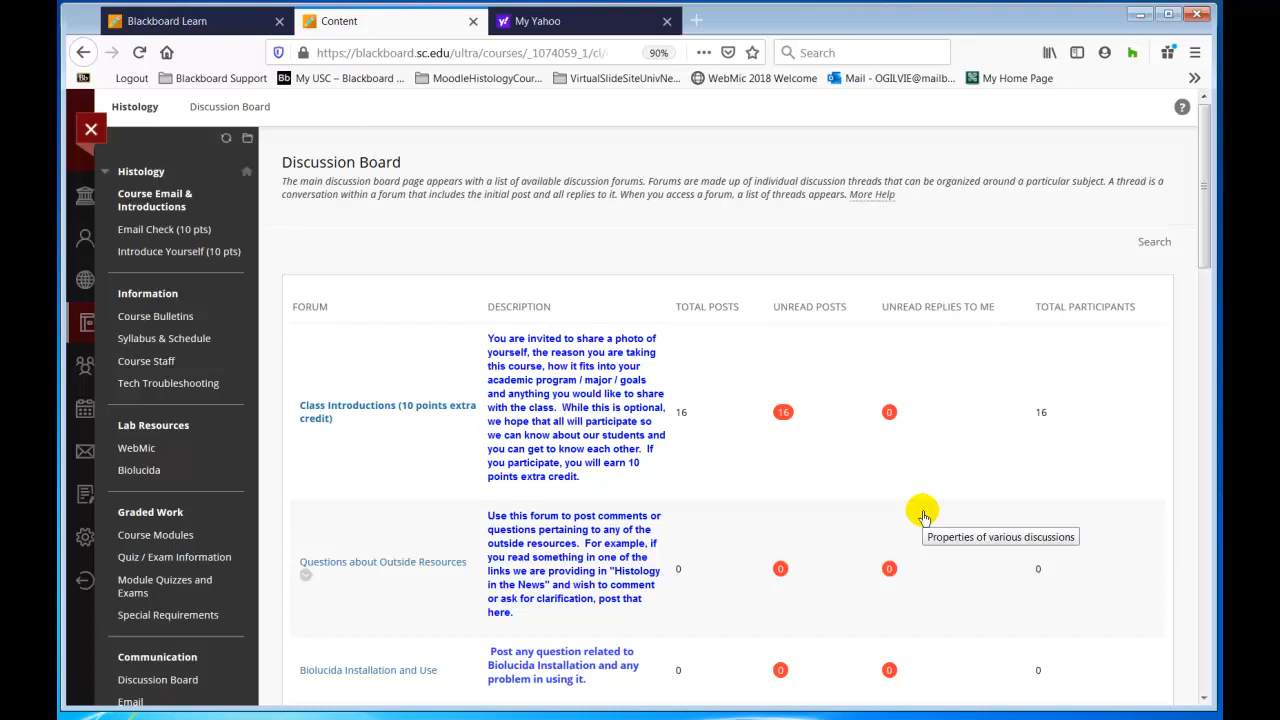 Blackboard Learn
Content
My Yahoo
https://blackboard.sc.edu/ultra/courses/_1074059_1/cl/
90%
Search
Bb
Logout
Blackboard Support
Bb My USC – Blackboard ...
MoodleHistologyCour...
VirtualSlideSiteUnivNe...
WebMic 2018 Welcome
Mail - OGILVIE@mailb...
My Home Page
Histology
Discussion Board
?
Histology
Course Email &
Introductions
Email Check (10 pts)
Introduce Yourself (10 pts)
Information
Course Bulletins
Syllabus & Schedule
Course Staff
Tech Troubleshooting
Lab Resources
WebMic
Biolucida
Graded Work
Course Modules
Quiz / Exam Information
Module Quizzes and
Exams
Special Requirements
Communication
Discussion Board
Email
Discussion Board
The main discussion board page appears with a list of available discussion forums. Forums are made up of individual discussion threads that can be organized around a particular subject. A thread is a
conversation within a forum that includes the initial post and all replies to it. When you access a forum, a list of threads appears. More Help
Search
FORUM DESCRIPTION TOTAL POSTS UNREAD POSTS UNREAD REPLIES TO ME TOTAL PARTICIPANTS
Class Introductions (10 points extra
credit)
You are invited to share a photo of
yourself, the reason you are taking
this course, how it fits into your
academic program / major / goals
and anything you would like to share
with the class. While this is optional,
we hope that all will participate so
we can know about our students and
you can get to know each other. If
you participate, you will earn 10
points extra credit.
16 16 0 16
Questions about Outside Resources
Use this forum to post comments or
questions pertaining to any of the
outside resources. For example, if
you read something in one of the
links we are providing in "Histology
in the News" and wish to comment
or ask for clarification, post that
here.
0 0 0 0
Properties of various discussions
Biolucida Installation and Use
Post any question related to
Biolucida Installation and any
problem in using it.
0 0 0 0